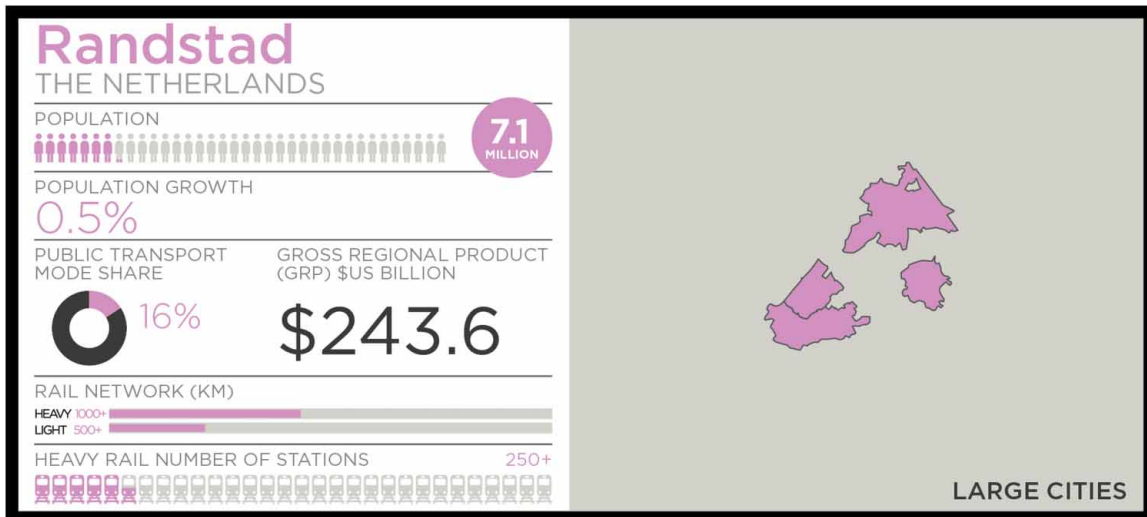 Randstad
THE NETHERLANDS
POPULATION
7.1
MILLION
POPULATION GROWTH
0.5%
PUBLIC TRANSPORT
MODE SHARE
16%
GROSS REGIONAL PRODUCT
(GRP) $US BILLION
$243.6
RAIL NETWORK (KM)
HEAVY 1000+
LIGHT 500+
HEAVY RAIL NUMBER OF STATIONS 250+
LARGE CITIES